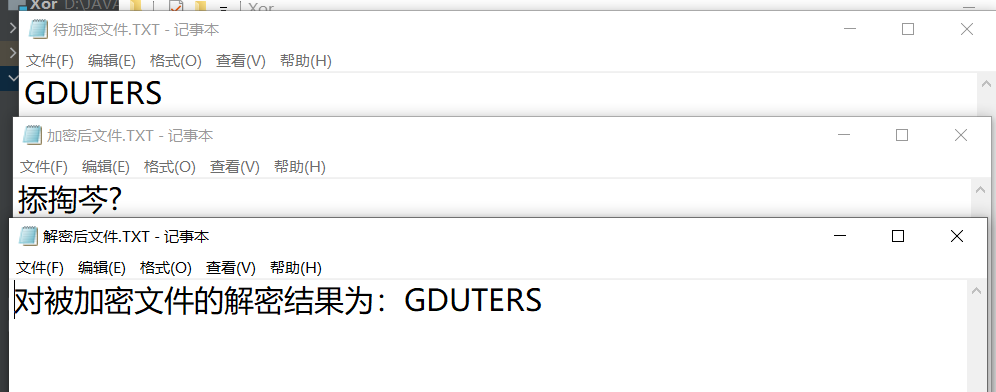 Xor D:\JAVA
Xor
待加密文件.TXT - 记事本
文件(F) 编辑(E) 格式(O) 查看(V) 帮助(H)
GDUTERS
加密后文件.TXT - 记事本
文件(F) 编辑(E) 格式(O) 查看(V) 帮助(H)
掭掏芩?
解密后文件.TXT - 记事本
文件(F) 编辑(E) 格式(O) 查看(V) 帮助(H)
对被加密文件的解密结果为：GDUTERS